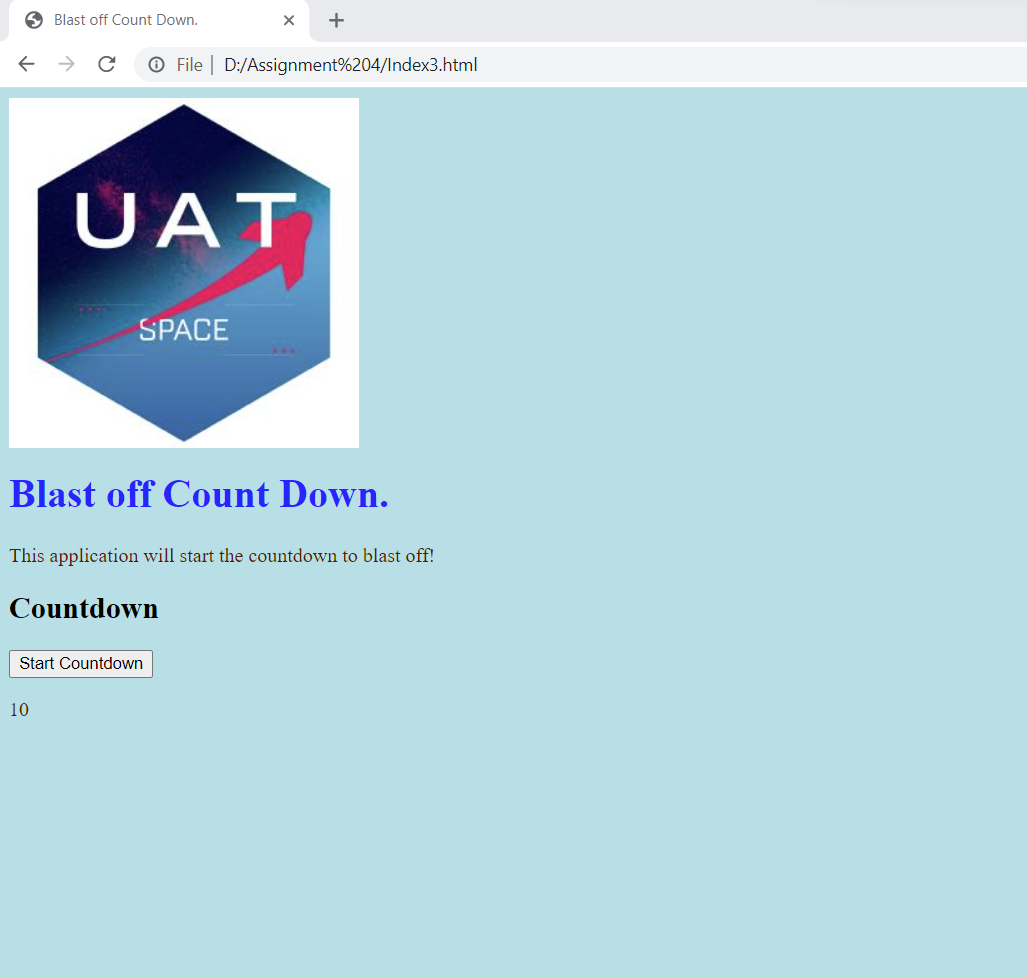 Blast off Count Down.
File
D:/Assignment%204/Index3.html
UAT
SPACE
Blast off Count Down.
This application will start the countdown to blast off!
Countdown
Start Countdown
10